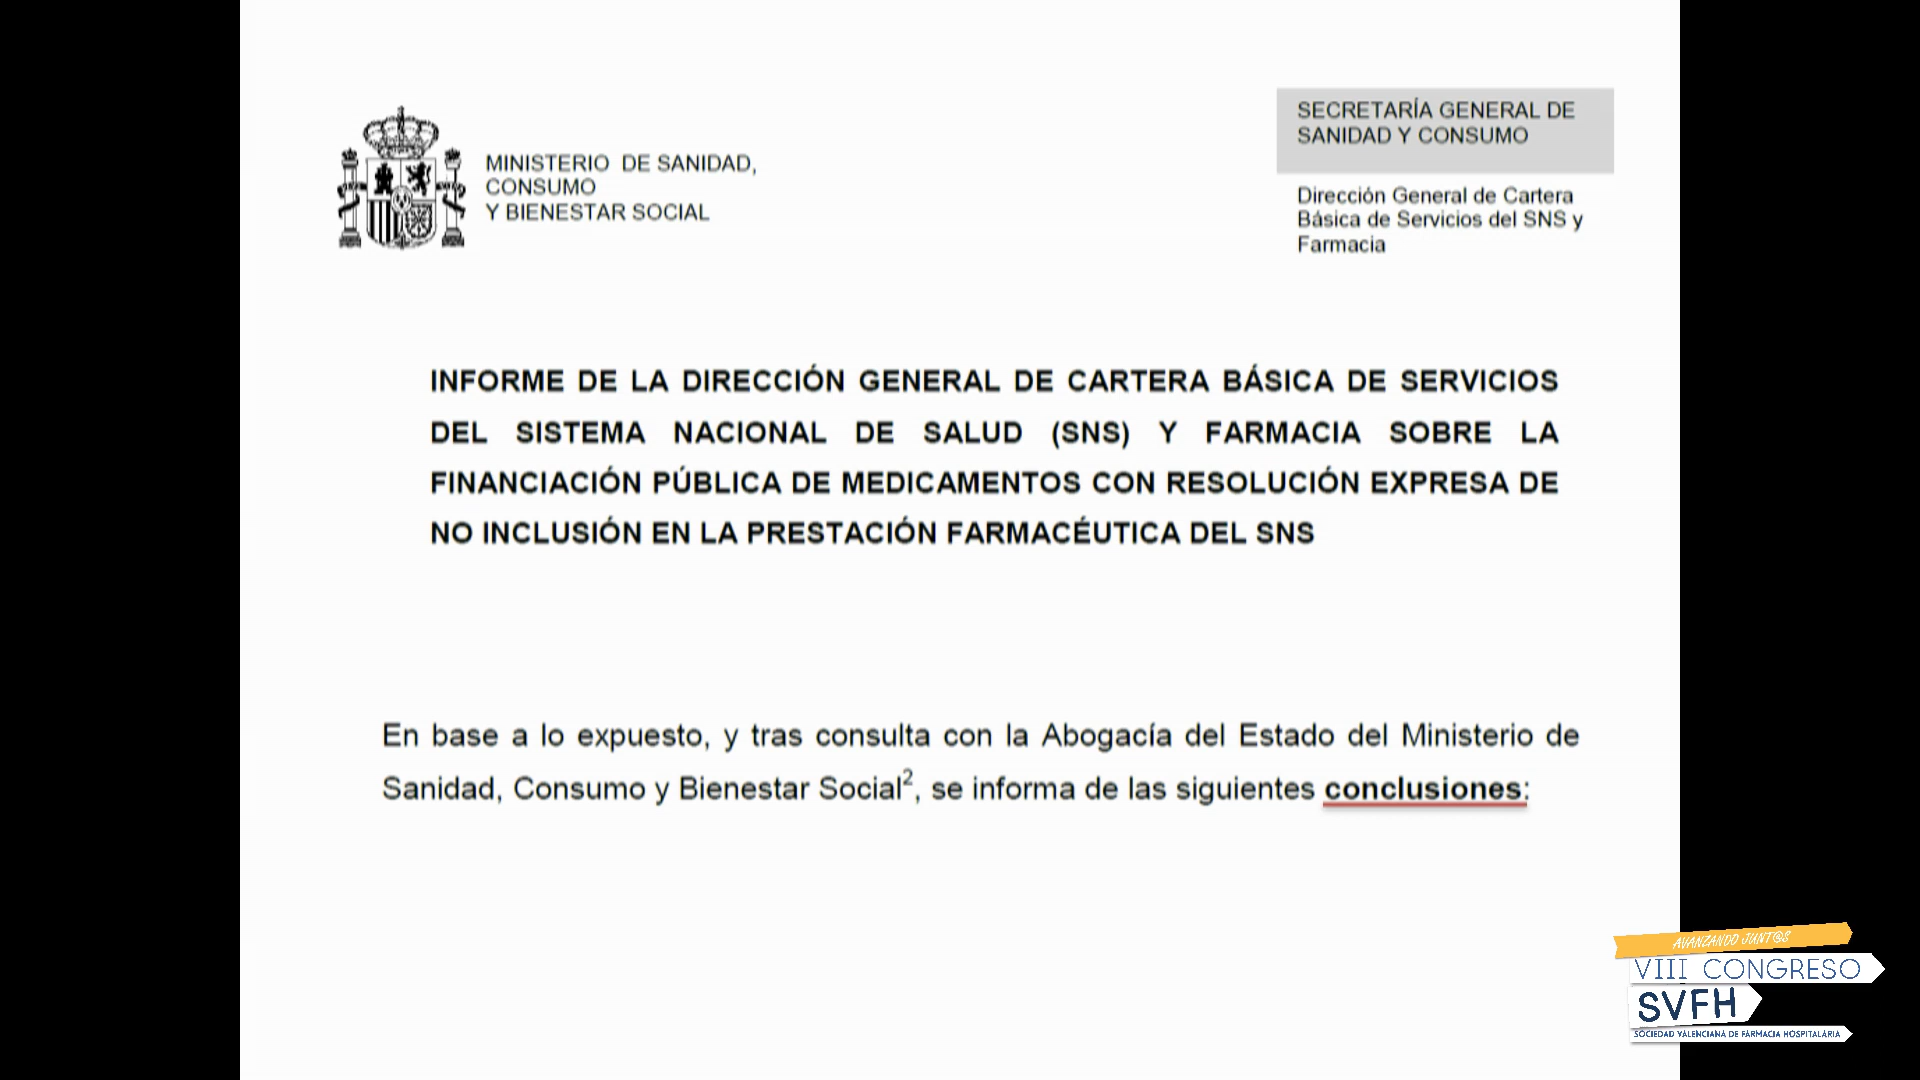 MINISTERIO DE SANIDAD,
CONSUMO
Y BIENESTAR SOCIAL
SECRETARÍA GENERAL DE
SANIDAD Y CONSUMO
Dirección General de Cartera
Básica de Servicios del SNS y
Farmacia
INFORME DE LA DIRECCIÓN GENERAL DE CARTERA BÁSICA DE SERVICIOS
DEL SISTEMA NACIONAL DE SALUD (SNS) Y FARMACIA SOBRE LA
FINANCIACIÓN PÚBLICA DE MEDICAMENTOS CON RESOLUCIÓN EXPRESA DE
NO INCLUSIÓN EN LA PRESTACIÓN FARMACÉUTICA DEL SNS
En base a lo expuesto, y tras consulta con la Abogacía del Estado del Ministerio de
Sanidad, Consumo y Bienestar Social², se informa de las siguientes conclusiones:
AVANZANDO JUNT@S
VIII CONGRESO
SVFH
SOCIEDAD VALENCIANA DE FARMACIA HOSPITALARIA